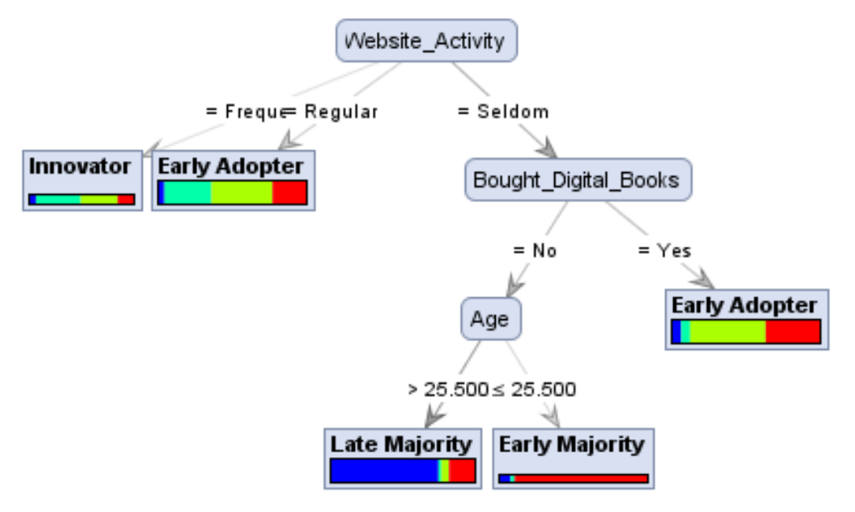 Website_Activity
= Freque
= Regular
= Seldom
Innovator
Early Adopter
Bought_Digital_Books
= No
= Yes
Age
Early Adopter
> 25.500
≤ 25.500
Late Majority
Early Majority